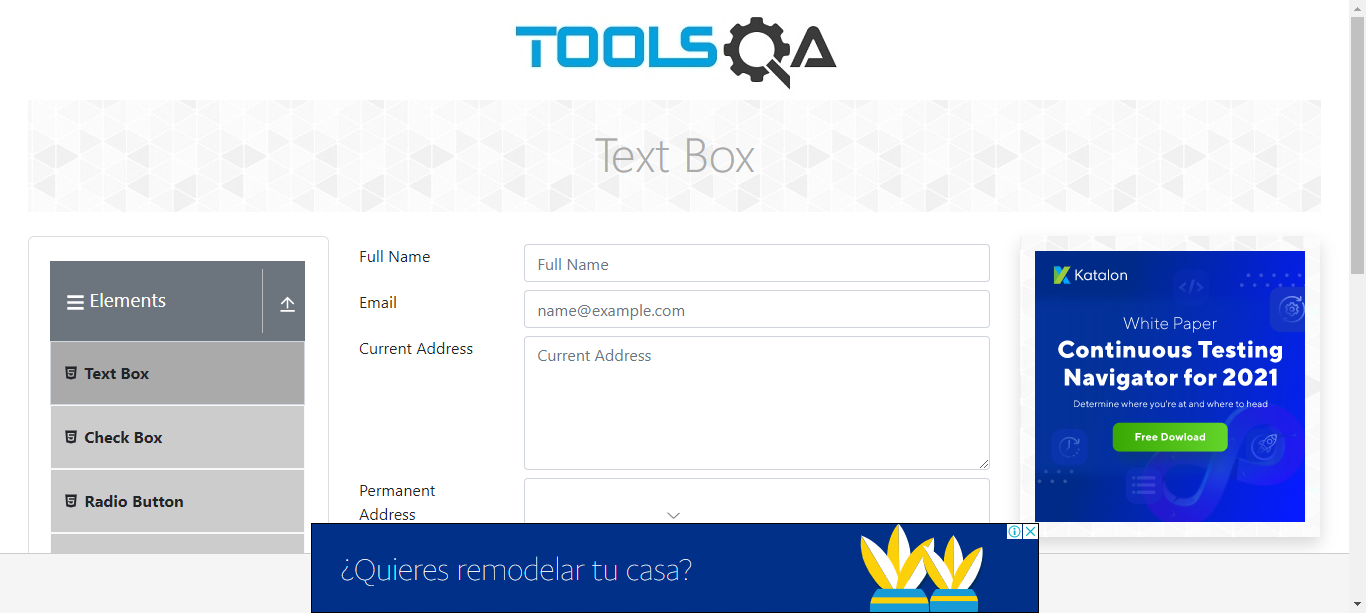 TOOLSQA
Text Box
Elements
Text Box
Check Box
Radio Button
Full Name
Full Name
Email
name@example.com
Current Address
Current Address
Permanent
Address
Katalon
</>
White Paper
Continuous Testing
Navigator for 2021
Determine where you're at and where to head
Free Dowload
¿Quieres remodelar tu casa?